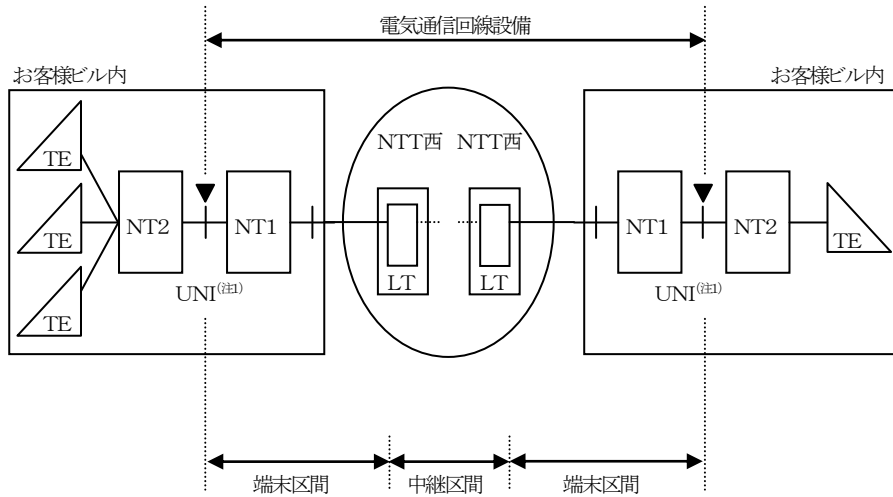 電気通信回線設備
お客様ビル内
お客様ビル内
NTT西 NTT西
TE
TE
TE
NT2
NT1
LT
LT
NT1
NT2
TE
UNI(注1)
UNI(注1)
端末区間
中継区間
端末区間